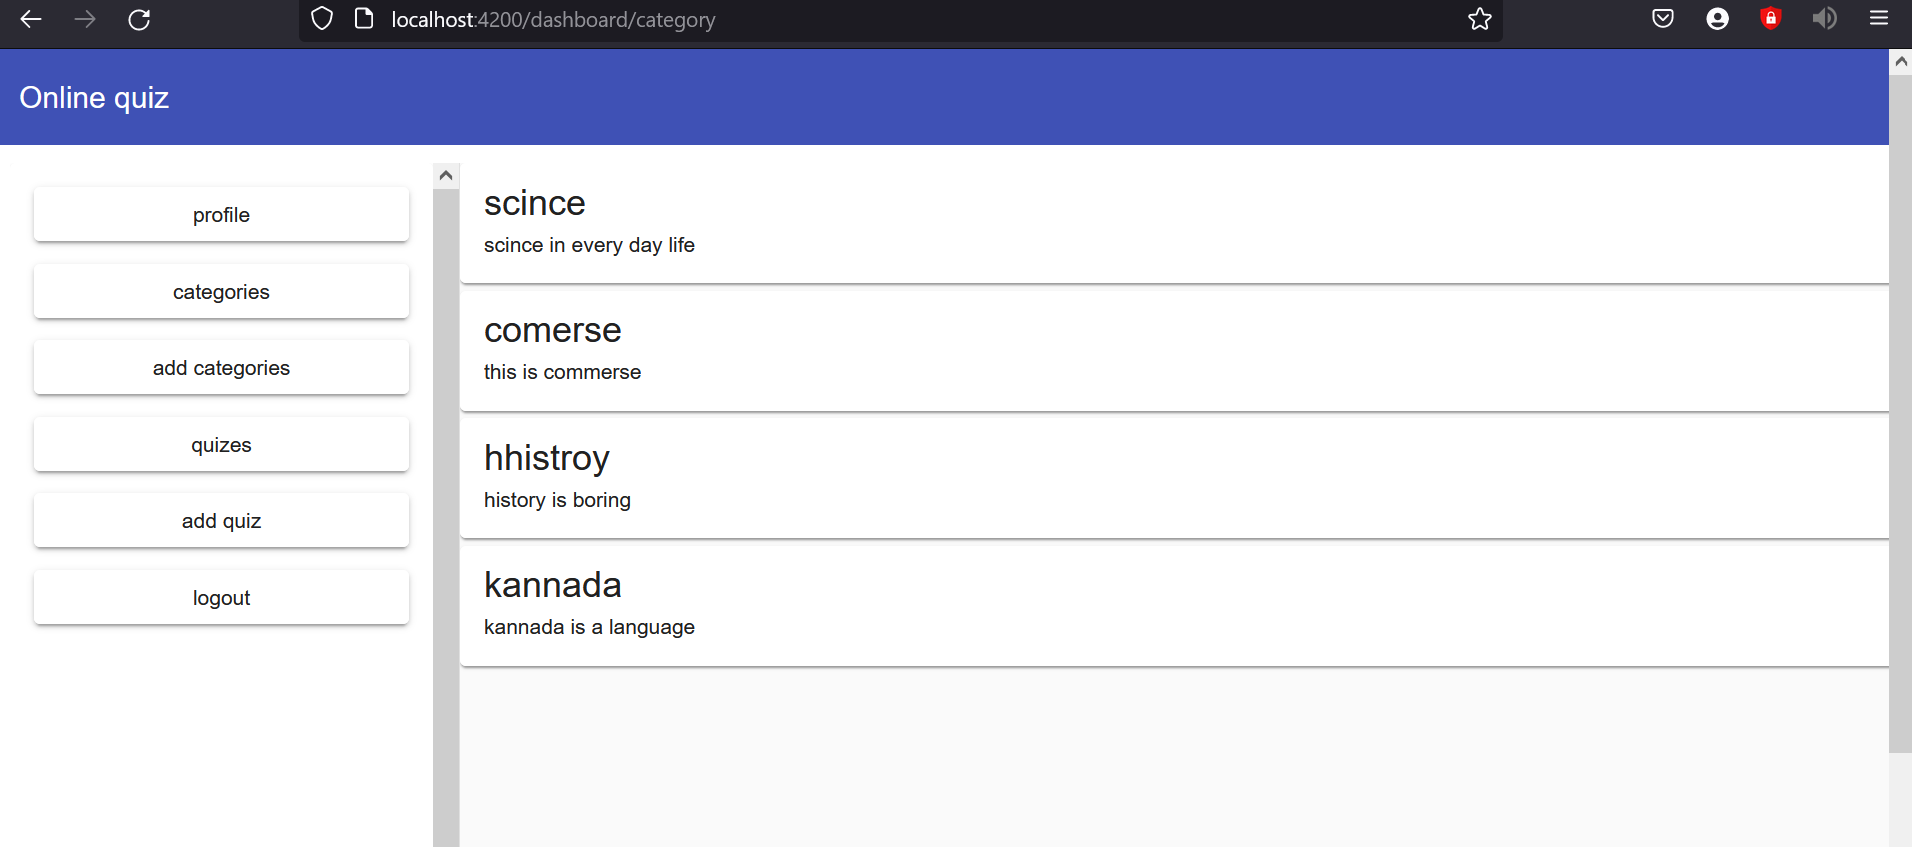 localhost:4200/dashboard/category
Online quiz
profile
categories
add categories
quizes
add quiz
logout
scince
scince in every day life
comerse
this is commerse
hhistroy
history is boring
kannada
kannada is a language